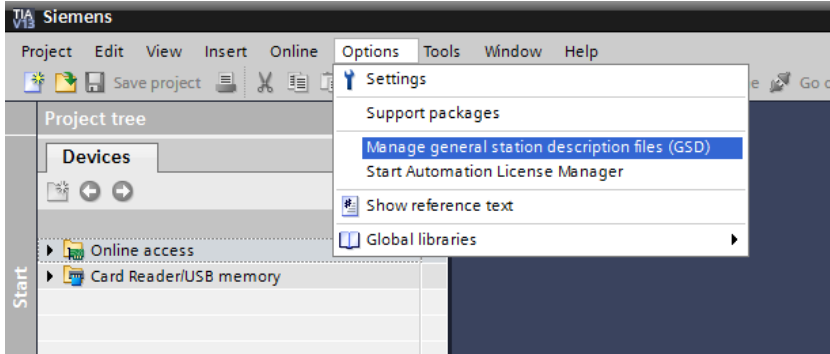 TIA V13 Siemens
Project Edit View Insert Online Options Tools Window Help
Save project
Settings
Go
Support packages
Project tree
Manage general station description files (GSD)
Devices
Start Automation License Manager
Show reference text
Global libraries
Online access
Card Reader/USB memory
Start